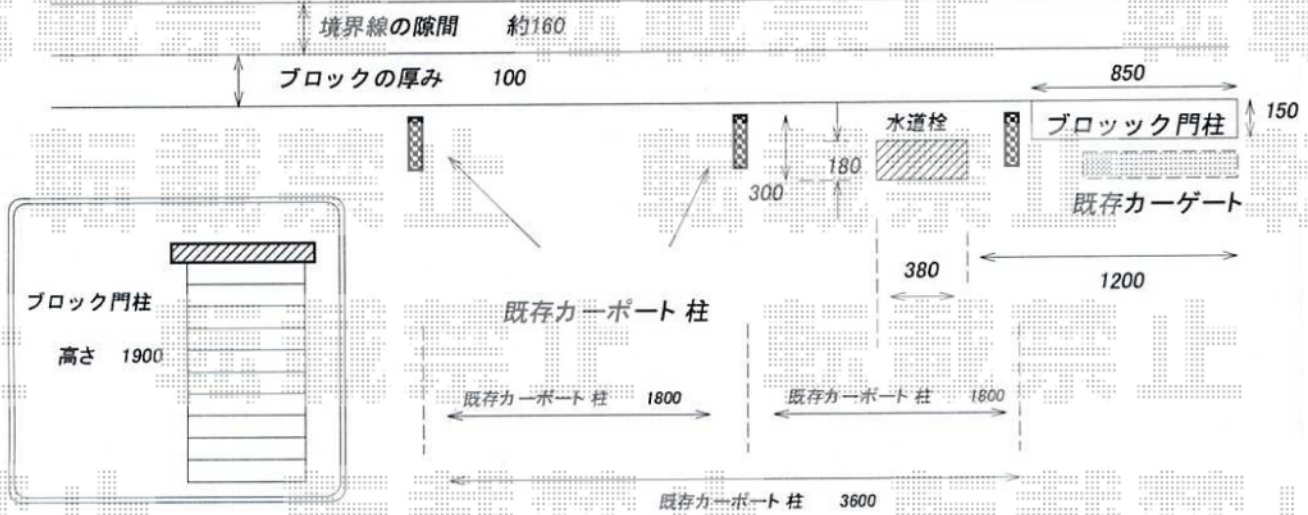 境界線の隙間 約160
ブロックの厚み 100
850
ブロッック門柱
150
水道栓
180
300
既存カーゲート
380
1200
既存カーポート 柱
ブロック門柱
高さ 1900
既存カーポート 柱 1800
既存カーポート 柱 1800
既存カーポート 柱 3600